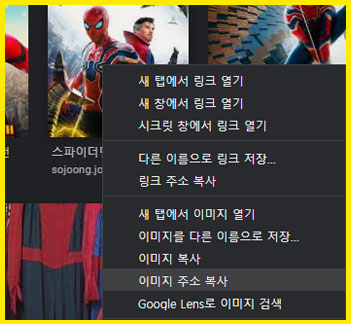 새 탭에서 링크 열기
새 창에서 링크 열기
시크릿 창에서 링크 열기
스파이더
다른 이름으로 링크 저장...
sojoong.jo
링크 주소 복사
새 탭에서 이미지 열기
이미지를 다른 이름으로 저장...
이미지 복사
이미지 주소 복사
Google Lens로 이미지 검색